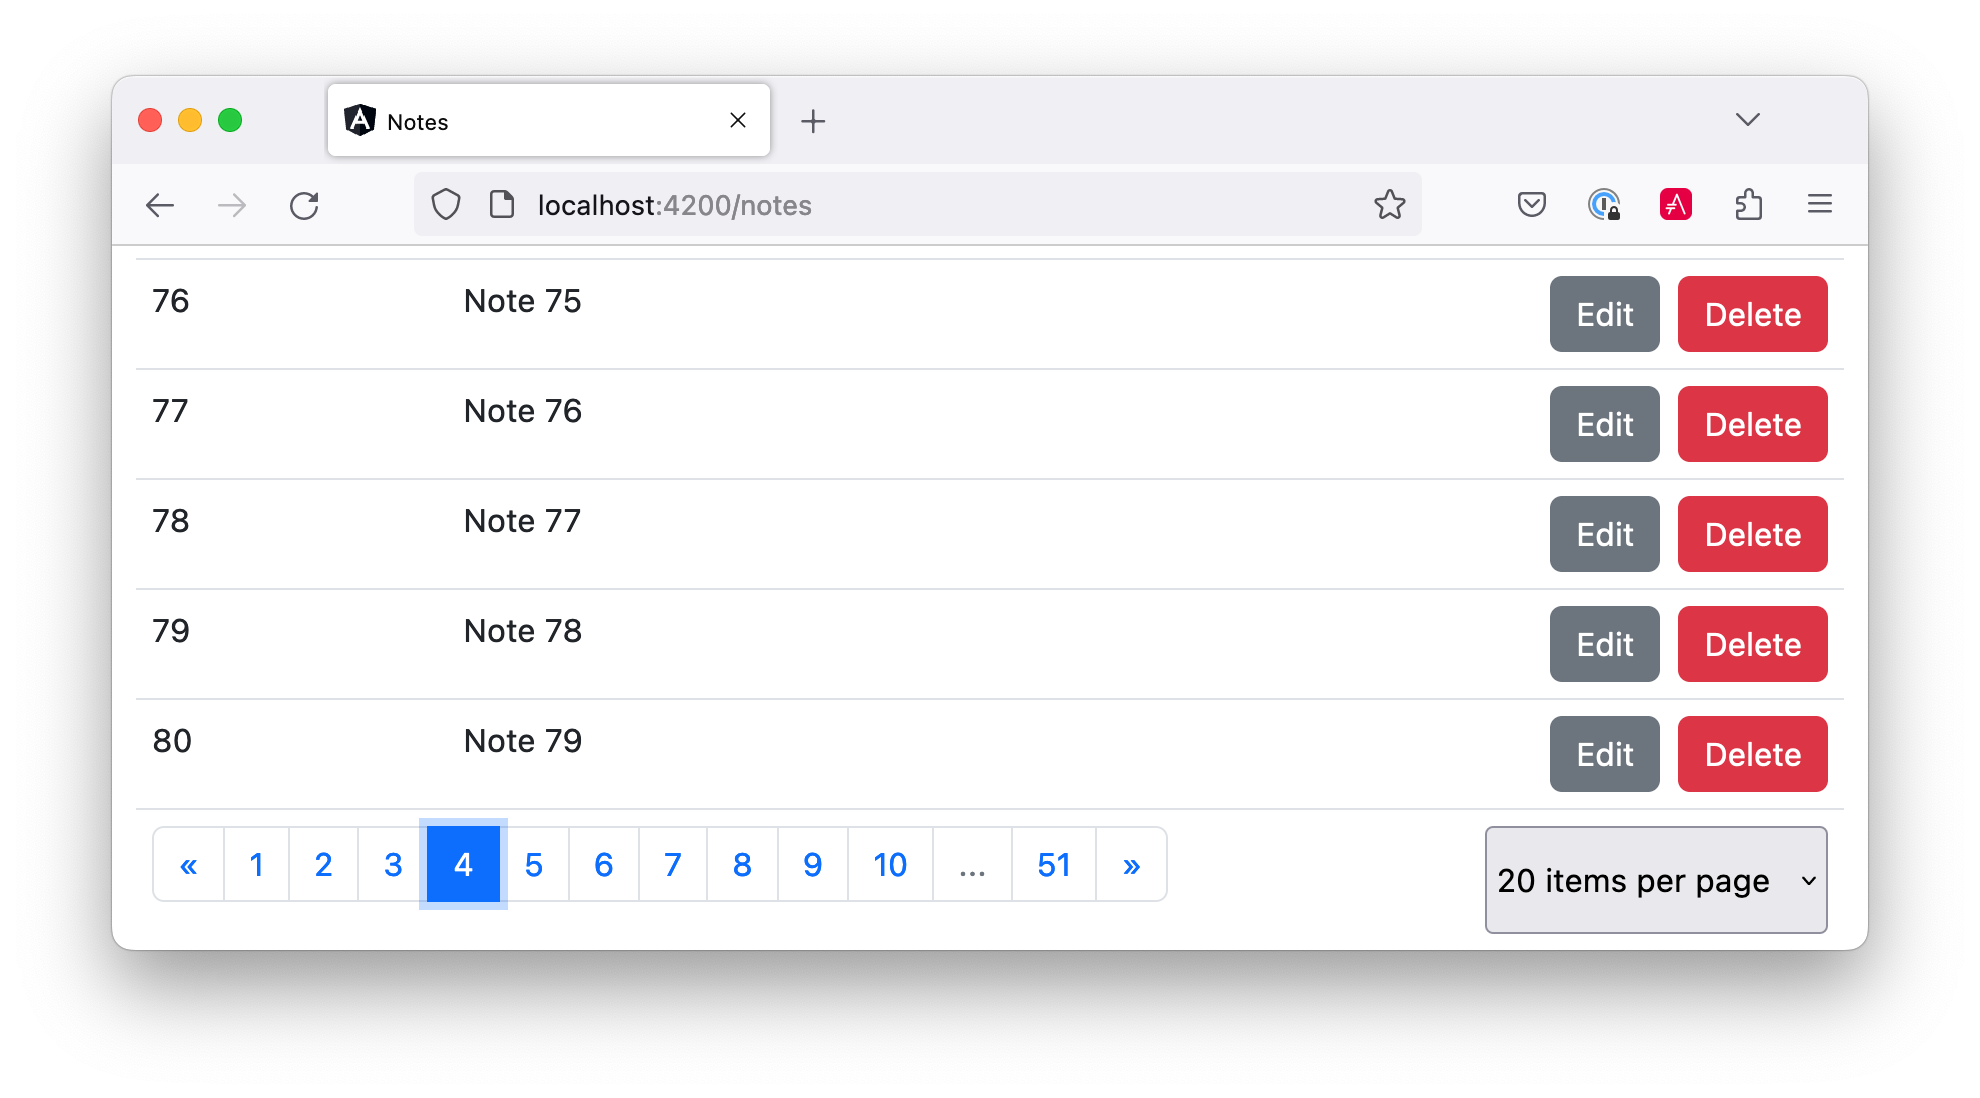 Notes
localhost:4200/notes
76 Note 75 Edit Delete
77 Note 76 Edit Delete
78 Note 77 Edit Delete
79 Note 78 Edit Delete
80 Note 79 Edit Delete
« 1 2 3 4 5 6 7 8 9 10 ... 51 » 20 items per page